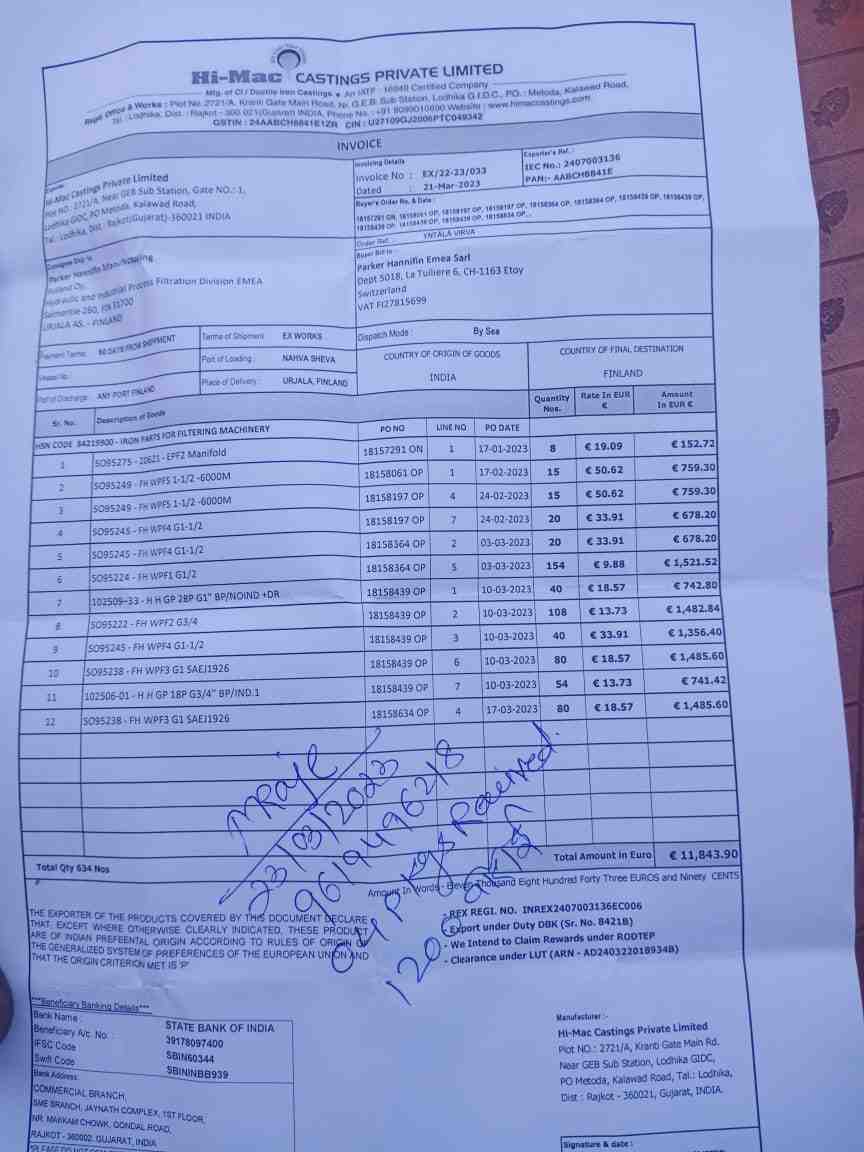 Hi-Mac CASTINGS PRIVATE LIMITED
Mfg. of CI / Ductile Iron Castings • An IATF - 16949 Certified Company
Regd. Office & Works : Plot No. 2721/A, Kranti Gate Main Road, Nr. G.E.B. Sub Station, Lodhika G.I.D.C., PO. : Metoda, Kalawad Road,
Tal. : Lodhika, Dist. : Rajkot - 360 021(Gujarat) INDIA, Phone No. : +91 Website : www.himaccastings.com
GSTIN : 24AABCH8841E1ZR CIN : U27109GJ2006PTC049342
INVOICE
Hi-Mac Castings Private Limited
Plot NO. : 2721/A, Near GEB Sub Station, Gate NO.: 1,
Lodhika GIDC, PO Metoda, Kalawad Road,
Tal.: Lodhika, Dist : Rajkot(Gujarat)-360021 INDIA
Invoicing Details
Invoice No : EX/22-23/033
Dated : 21-Mar-2023
Exporter's Ref. :
IEC No.: 2407003136
PAN:- AABCH8841E
Buyer's Order No. & Date :
18157291 ON, 18158061 OP, 18158197 OP, 18158197 OP, 18158364 OP, 18158364 OP, 18158439 OP, 18158439 OP,
18158439 OP, 18158439 OP, 18158439 OP, 18158634 OP,
Order Ref. : YNTALA VIRVA
Parker Hannifin Manufacturing
Finland Oy,
Hydraulic and Industrial Process Filtration Division EMEA
Salmentie-260, FIN 31700
URJALA AS. - FINLAND
Buyer Bill to :
Parker Hannifin Emea Sarl
Dept 5018, La Tuiliere 6, CH-1163 Etoy
Switzerland
VAT FI27815699
Payment Terms: 90 DAYS FROM SHIPMENT
Terms of Shipment EX WORKS
Dispatch Mode : By Sea
Vessel No :
Port of Loading : NAHVA SHEVA
Port of Discharge : ANY PORT FINLAND
Place of Delivery : URJALA, FINLAND
COUNTRY OF ORIGIN OF GOODS
INDIA
COUNTRY OF FINAL DESTINATION
FINLAND
Sr. No. Description of Goods Quantity Nos. Rate In EUR € Amount In EUR €
HSN CODE 84219900 - IRON PARTS FOR FILTERING MACHINERY PO NO LINE NO PO DATE
1 SO95275 - 20621 - EPF2 Manifold 18157291 ON 1 17-01-2023 8 € 19.09 € 152.72
2 SO95249 - FH WPF5 1-1/2 -6000M 18158061 OP 1 17-02-2023 15 € 50.62 € 759.30
3 SO95249 - FH WPF5 1-1/2 -6000M 18158197 OP 4 24-02-2023 15 € 50.62 € 759.30
4 SO95245 - FH WPF4 G1-1/2 18158197 OP 7 24-02-2023 20 € 33.91 € 678.20
5 SO95245 - FH WPF4 G1-1/2 18158364 OP 2 03-03-2023 20 € 33.91 € 678.20
6 SO95224 - FH WPF1 G1/2 18158364 OP 5 03-03-2023 154 € 9.88 € 1,521.52
7 102509-33 - H H GP 28P G1" BP/NOIND +DR 18158439 OP 1 10-03-2023 40 € 18.57 € 742.80
8 SO95222 - FH WPF2 G3/4 18158439 OP 2 10-03-2023 108 € 13.73 € 1,482.84
9 SO95245 - FH WPF4 G1-1/2 18158439 OP 3 10-03-2023 40 € 33.91 € 1,356.40
10 SO95238 - FH WPF3 G1 SAEJ1926 18158439 OP 6 10-03-2023 80 € 18.57 € 1,485.60
11 102506-01 - H H GP 18P G3/4" BP/IND.1 18158439 OP 7 10-03-2023 54 € 13.73 € 741.42
12 SO95238 - FH WPF3 G1 SAEJ1926 18158634 OP 4 17-03-2023 80 € 18.57 € 1,485.60
23/03/2023
9619496218
Pkgs Received
Total Qty 634 Nos Total Amount in Euro € 11,843.90
Amount In Words - Eleven Thousand Eight Hundred Forty Three EUROS and Ninety CENTS
THE EXPORTER OF THE PRODUCTS COVERED BY THIS DOCUMENT DECLARE
THAT, EXCEPT WHERE OTHERWISE CLEARLY INDICATED, THESE PRODUCT
ARE OF INDIAN PREFEENTAL ORIGIN ACCORDING TO RULES OF ORIGIN OF
THE GENERALIZED SYSTEM OF PREFERENCES OF THE EUROPEAN UNION AND
THAT THE ORIGIN CRITERION MET IS 'P'
- REX REGI. NO. INREX2407003136EC006
- Export under Duty DBK (Sr. No. 8421B)
- We Intend to Claim Rewards under RODTEP
- Clearance under LUT (ARN - AD240322018934B)
***Beneficiary Banking Details***
Bank Name : STATE BANK OF INDIA
Beneficiary A/c. No. : 39178097400
IFSC Code SBIN60344
Swift Code SBININBB939
Bank Address:
COMMERCIAL BRANCH,
SME BRANCH, JAYNATH COMPLEX, 1ST FLOOR,
NR. MAKKAM CHOWK, GONDAL ROAD,
RAJKOT - 360002. GUJARAT, INDIA
Manufacturer :-
Hi-Mac Castings Private Limited
Plot NO.: 2721/A, Kranti Gate Main Rd.
Near GEB Sub Station, Lodhika GIDC,
PO Metoda, Kalawad Road, Tal.: Lodhika,
Dist : Rajkot - 360021, Gujarat, INDIA.
Signature & date :